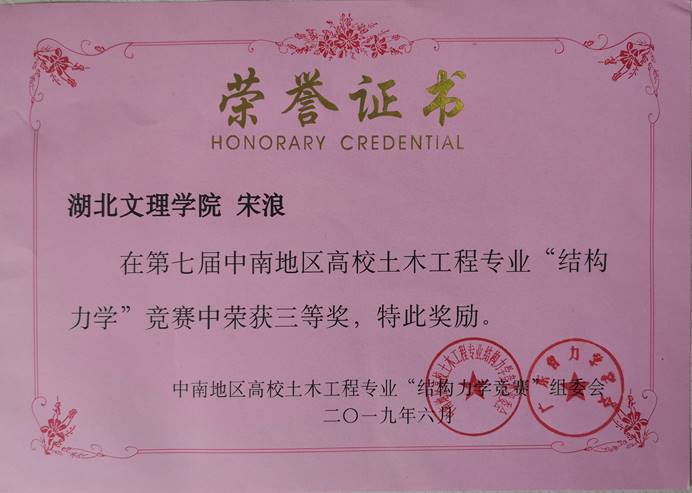 荣誉证书
HONORARY CREDENTIAL
湖北文理学院 宋浪
在第七届中南地区高校土木工程专业“结构
力学”竞赛中荣获三等奖，特此奖励。
中南地区高校土木工程专业“结构力学竞赛”组委会
二〇一九年六月